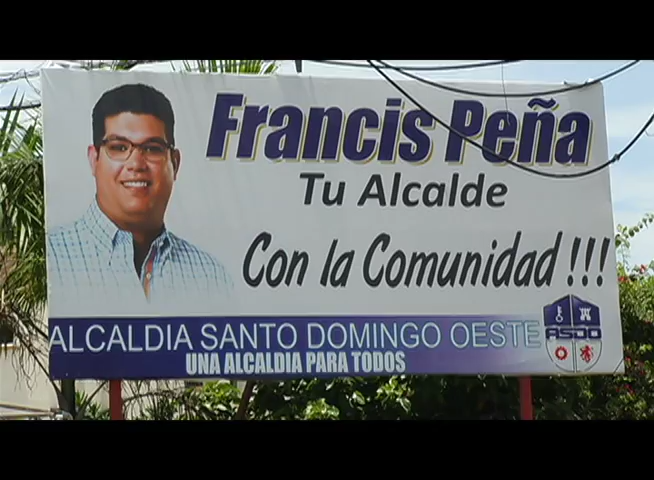 Francis Peña
Tu Alcalde
Con la Comunidad !!!
ALCALDIA SANTO DOMINGO OESTE
UNA ALCALDIA PARA TODOS
ASDO